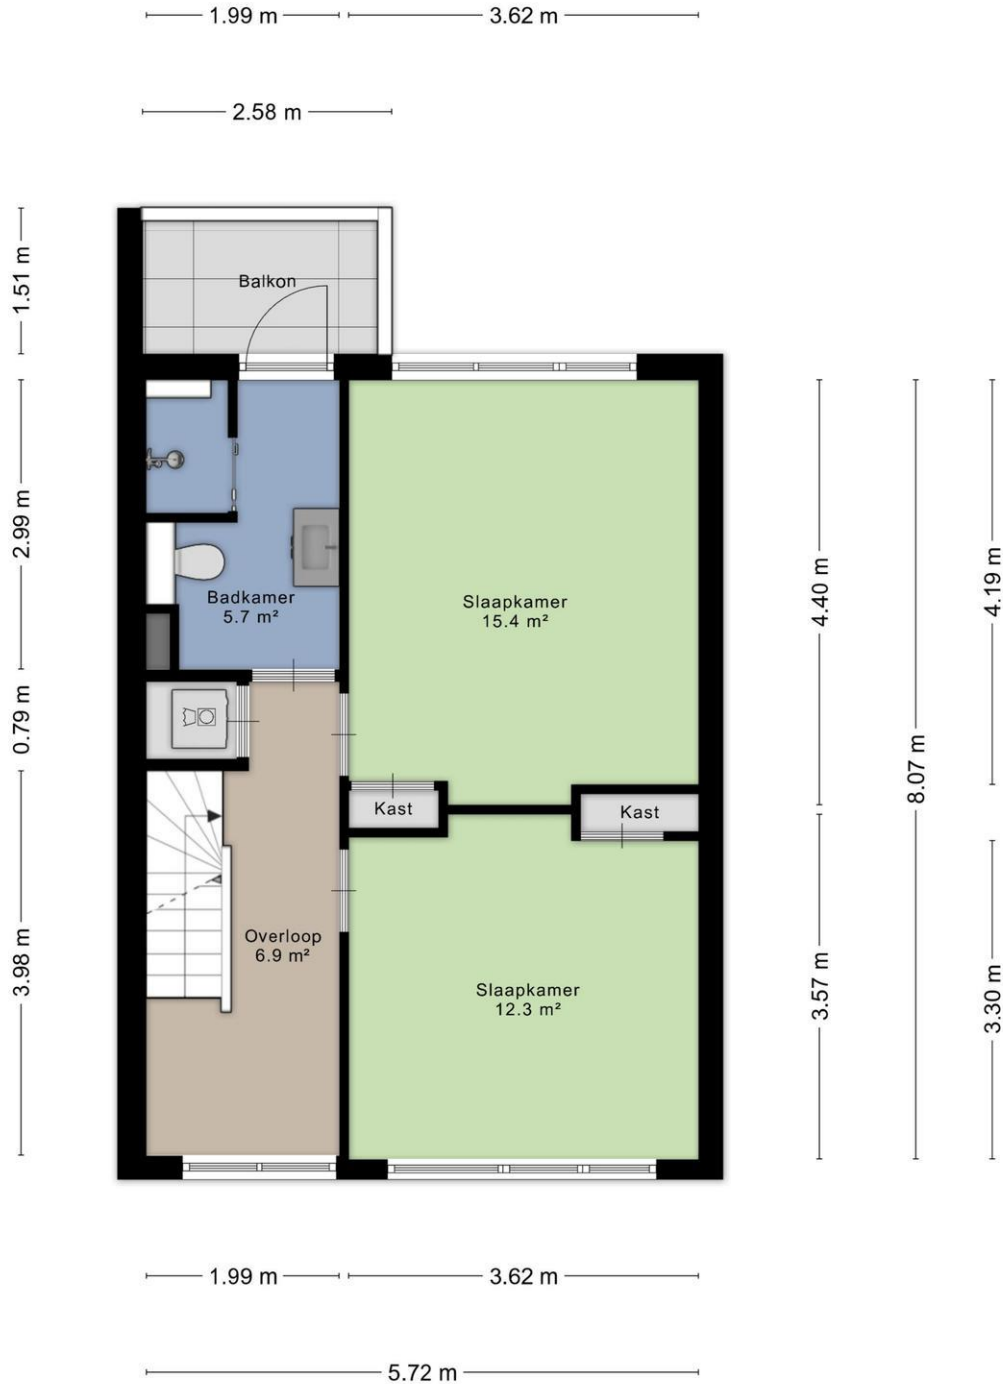 1.99 m
3.62 m
2.58 m
1.51 m
Balkon
2.99 m
Badkamer
5.7 m²
Slaapkamer
15.4 m²
4.40 m
4.19 m
0.79 m
8.07 m
Kast
Kast
3.98 m
Overloop
6.9 m²
Slaapkamer
12.3 m²
3.57 m
3.30 m
1.99 m
3.62 m
5.72 m